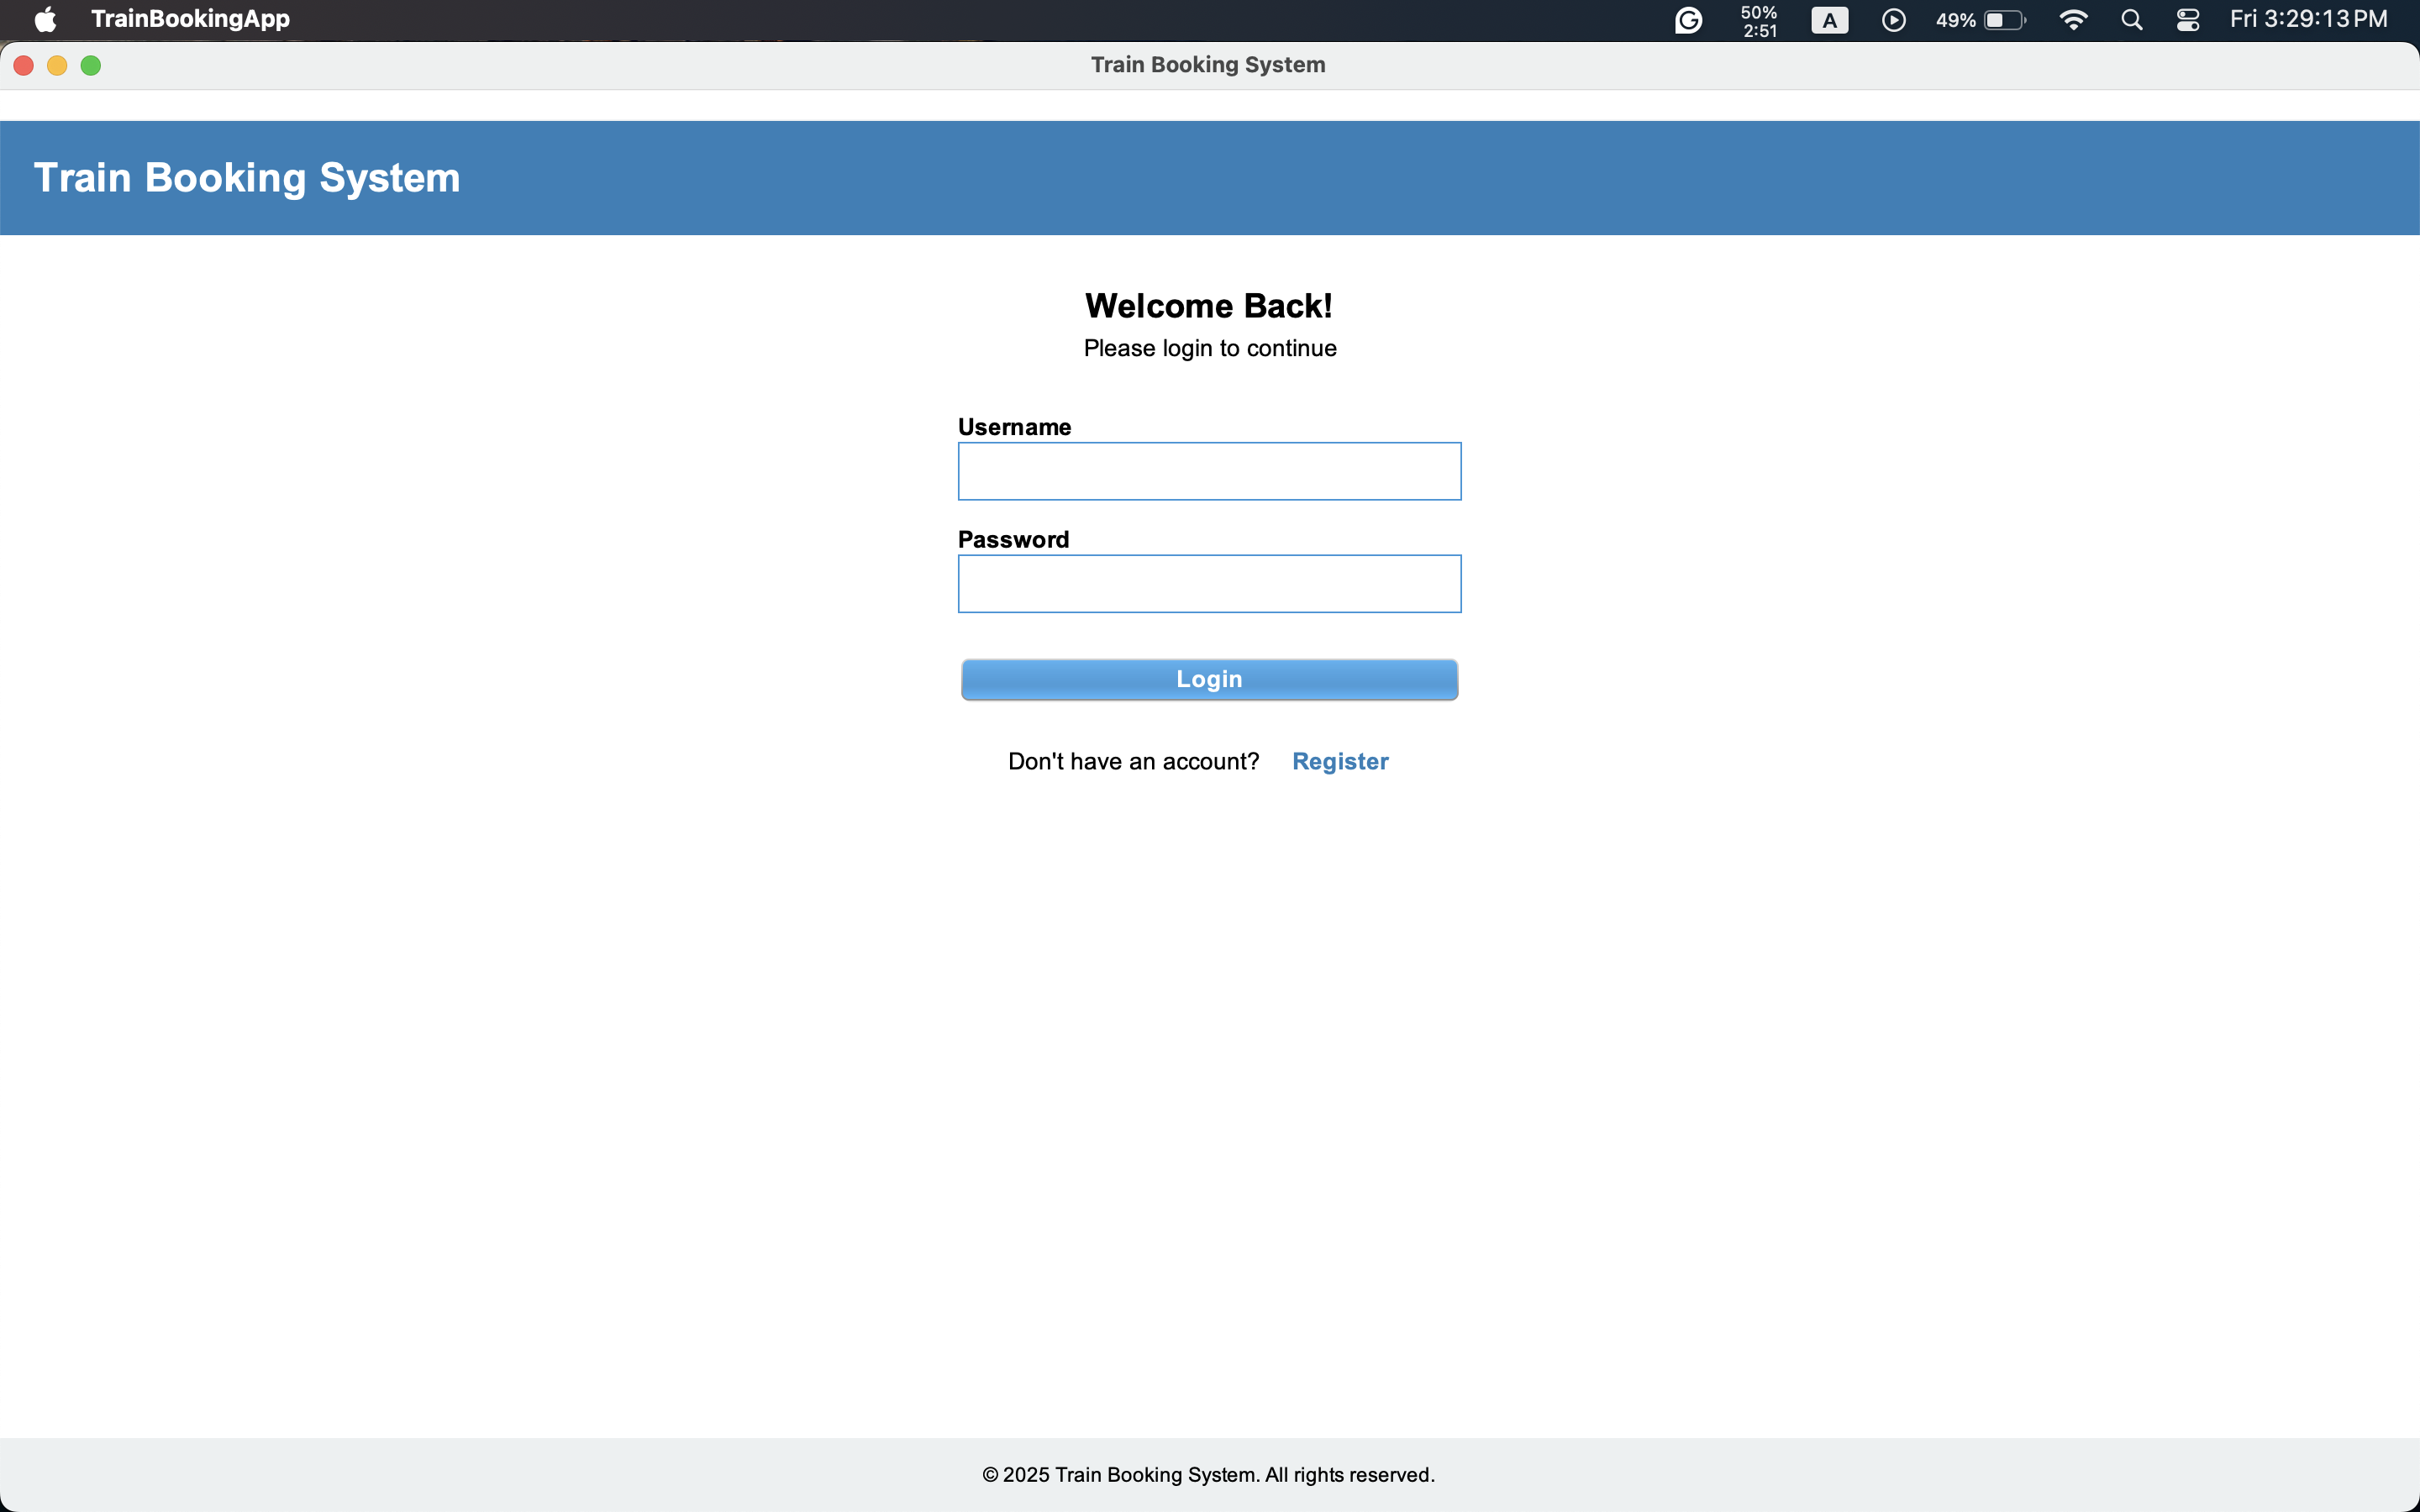 TrainBookingApp
50%
2:51
A
49%
Fri 3:29:13 PM
Train Booking System
Train Booking System
Welcome Back!
Please login to continue
Username
Password
Login
Don't have an account? Register
© 2025 Train Booking System. All rights reserved.